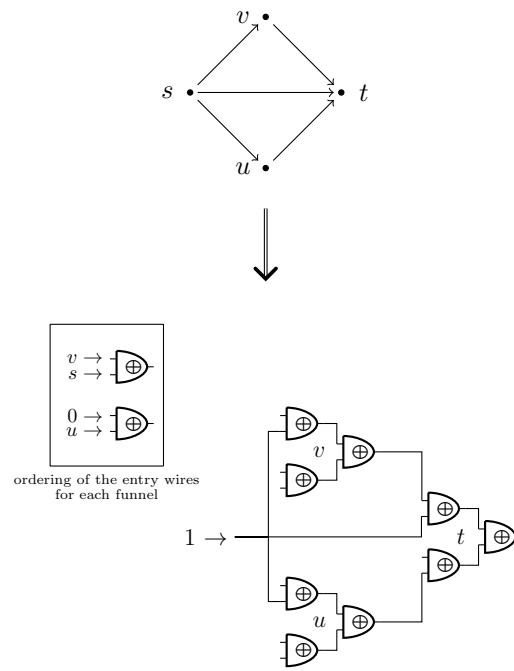 v
s t
u
v →
s →
0 →
u →
ordering of the entry wires
for each funnel
v
1 → t
u